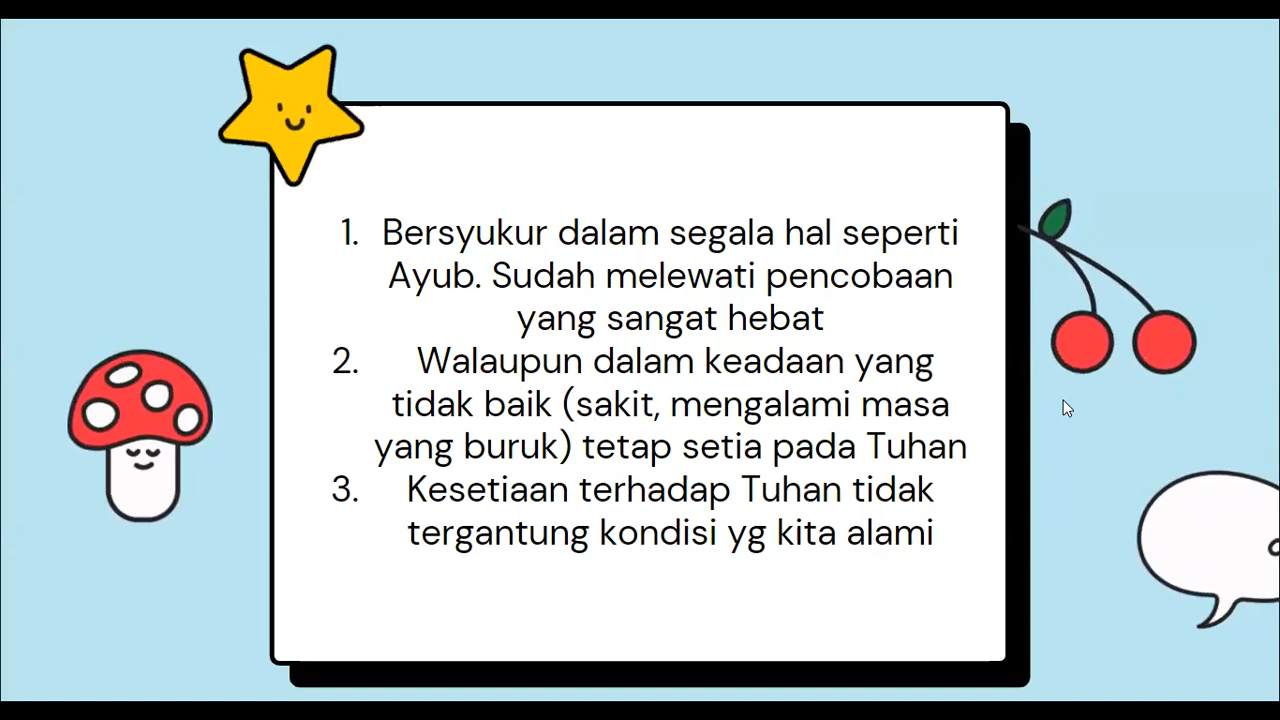 1. Bersyukur dalam segala hal seperti
Ayub. Sudah melewati pencobaan
yang sangat hebat
2. Walaupun dalam keadaan yang
tidak baik (sakit, mengalami masa
yang buruk) tetap setia pada Tuhan
3. Kesetiaan terhadap Tuhan tidak
tergantung kondisi yg kita alami